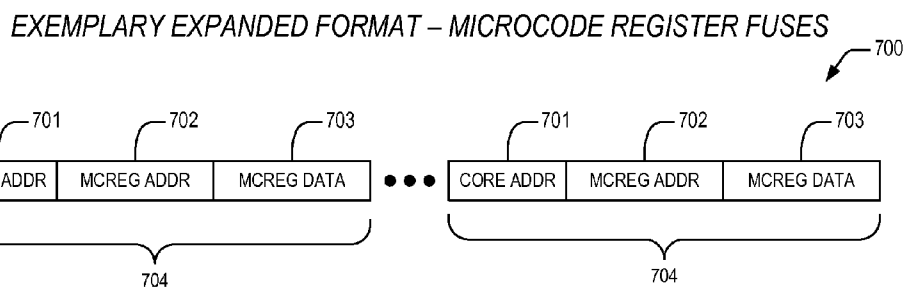 EXEMPLARY EXPANDED FORMAT – MICROCODE REGISTER FUSES
700
701 702 703 701 702 703
ADDR MCREG ADDR MCREG DATA ••• CORE ADDR MCREG ADDR MCREG DATA
704 704